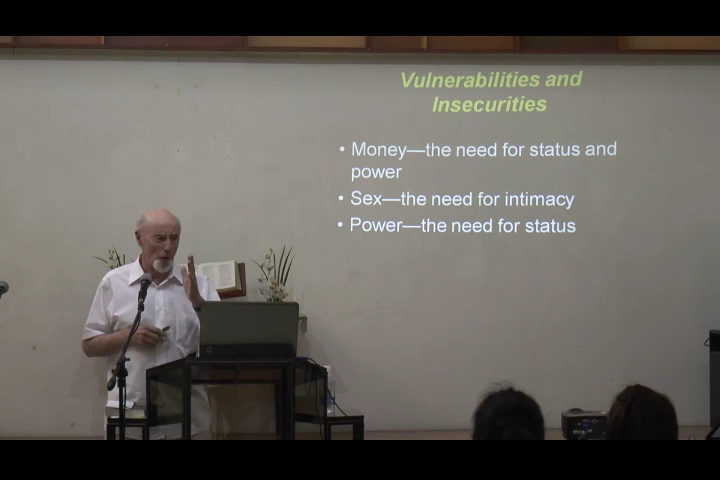 Vulnerabilities and
Insecurities
• Money—the need for status and
power
• Sex—the need for intimacy
• Power—the need for status